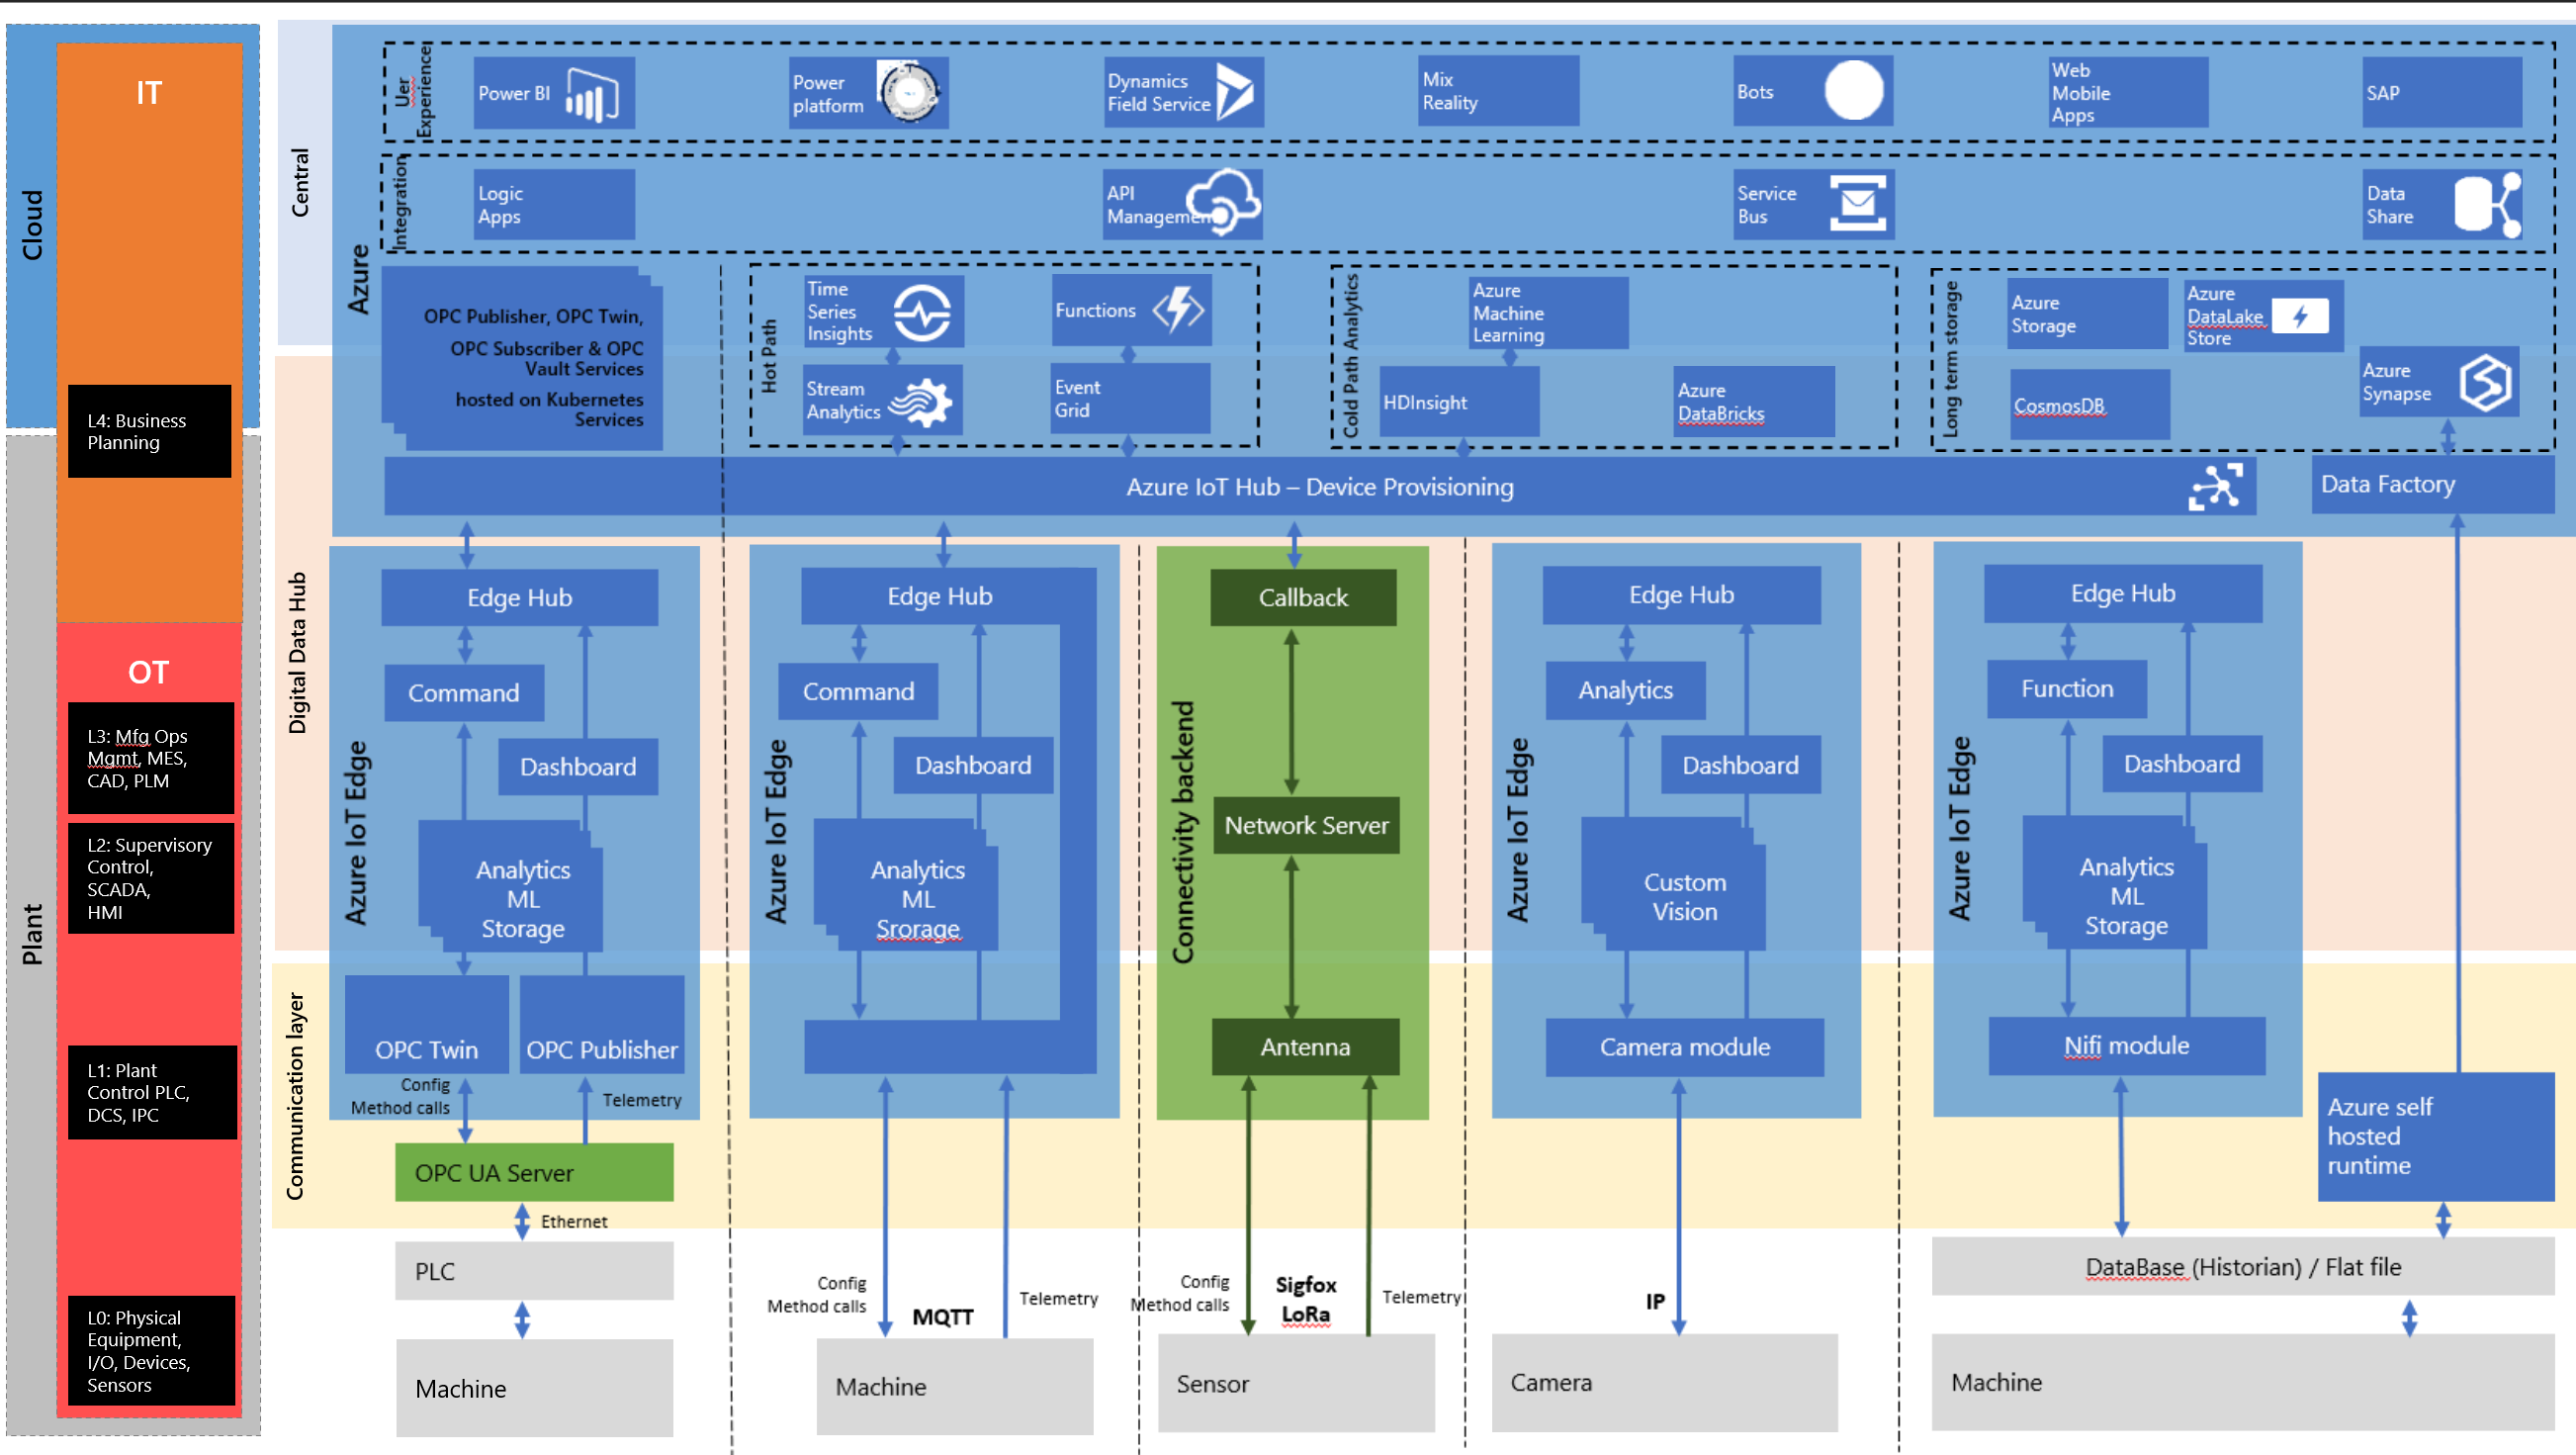 Cloud
IT
L4: Business
Planning
Plant
OT
L3: Mfg Ops
Mgmt, MES,
CAD, PLM
L2: Supervisory
Control,
SCADA,
HMI
L1: Plant
Control PLC,
DCS, IPC
L0: Physical
Equipment,
I/O, Devices,
Sensors
Central
Digital Data Hub
Communication layer
Azure
Uer
Experience
Power BI
Power
platform
Dynamics
Field Service
Mix
Reality
Bots
Web
Mobile
Apps
SAP
Integration
Logic
Apps
API
Management
Service
Bus
Data
Share
OPC Publisher, OPC Twin,
OPC Subscriber & OPC
Vault Services
hosted on Kubernetes
Services
Hot Path
Time
Series
Insights
Functions
Stream
Analytics
Event
Grid
Cold Path Analytics
Azure
Machine
Learning
HDInsight
Azure
DataBricks
Long term storage
Azure
Storage
Azure
DataLake
Store
CosmosDB
Azure
Synapse
Azure IoT Hub – Device Provisioning
Data Factory
Azure IoT Edge
Edge Hub
Command
Dashboard
Analytics
ML
Storage
OPC Twin
OPC Publisher
Config
Method calls
Telemetry
OPC UA Server
Ethernet
PLC
Machine
Azure IoT Edge
Edge Hub
Command
Dashboard
Analytics
ML
Srorage
Config
Method calls
MQTT
Telemetry
Machine
Connectivity backend
Callback
Network Server
Antenna
Config
Method calls
Sigfox
LoRa
Telemetry
Sensor
Azure IoT Edge
Edge Hub
Analytics
Dashboard
Custom
Vision
Camera module
IP
Camera
Azure IoT Edge
Edge Hub
Function
Dashboard
Analytics
ML
Storage
Nifi module
Azure self
hosted
runtime
DataBase (Historian) / Flat file
Machine